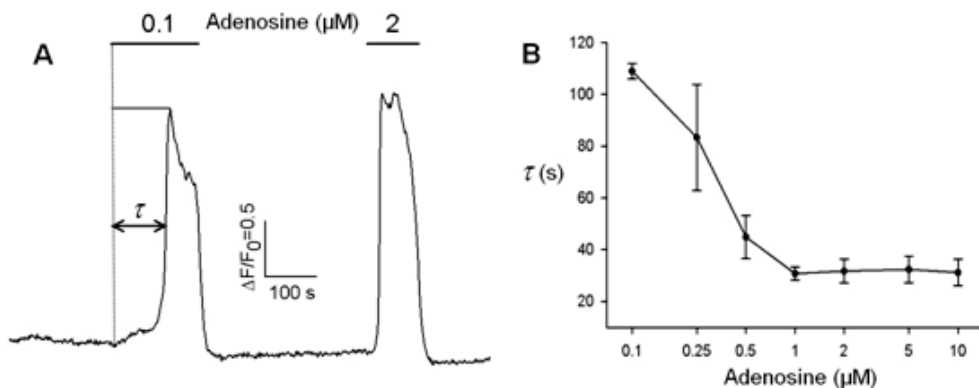 0.1 Adenosine (µM) 2
A
τ
ΔF/F0=0.5
100 s
B
120
100
80
60
40
20
τ (s)
0.1 0.25 0.5 1 2 5 10
Adenosine (µM)